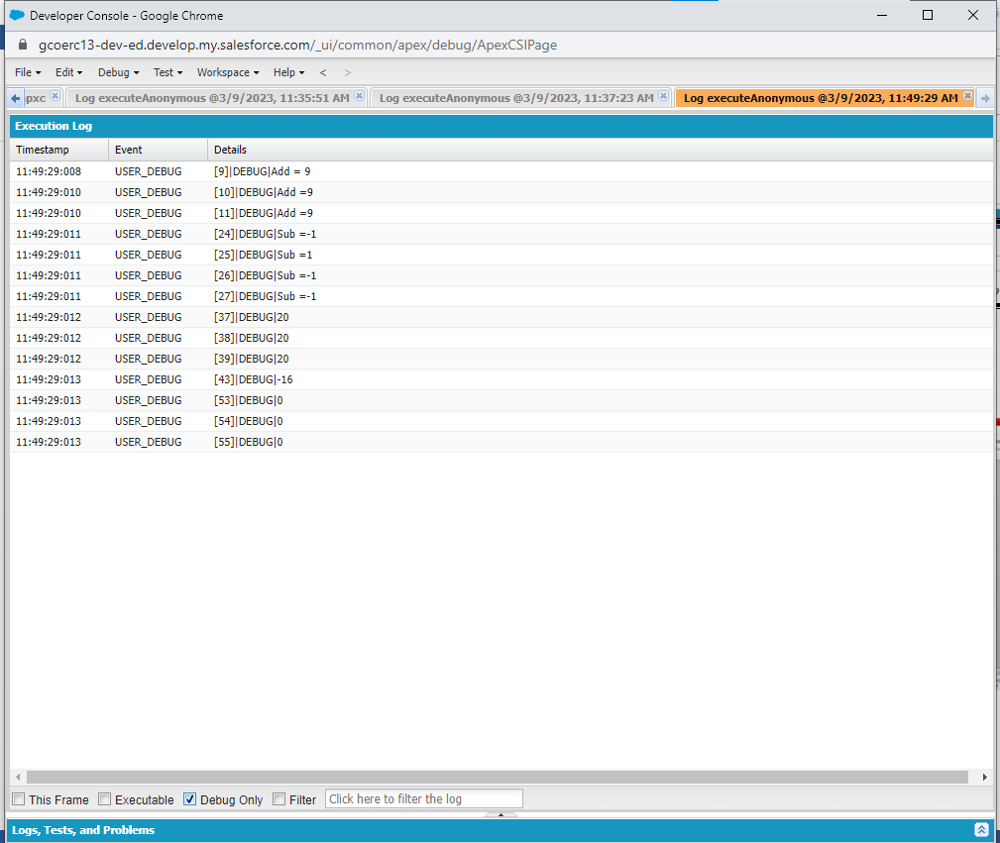 Developer Console - Google Chrome
gcoerc13-dev-ed.develop.my.salesforce.com/_ui/common/apex/debug/ApexCSIPage
File Edit Debug Test Workspace Help < >
pxc Log executeAnonymous @3/9/2023, 11:35:51 AM Log executeAnonymous @3/9/2023, 11:37:23 AM Log executeAnonymous @3/9/2023, 11:49:29 AM
Execution Log
Timestamp Event Details
11:49:29:008 USER_DEBUG [9]|DEBUG|Add = 9
11:49:29:010 USER_DEBUG [10]|DEBUG|Add =9
11:49:29:010 USER_DEBUG [11]|DEBUG|Add =9
11:49:29:011 USER_DEBUG [24]|DEBUG|Sub =-1
11:49:29:011 USER_DEBUG [25]|DEBUG|Sub =1
11:49:29:011 USER_DEBUG [26]|DEBUG|Sub =-1
11:49:29:011 USER_DEBUG [27]|DEBUG|Sub =-1
11:49:29:012 USER_DEBUG [37]|DEBUG|20
11:49:29:012 USER_DEBUG [38]|DEBUG|20
11:49:29:012 USER_DEBUG [39]|DEBUG|20
11:49:29:013 USER_DEBUG [43]|DEBUG|-16
11:49:29:013 USER_DEBUG [53]|DEBUG|0
11:49:29:013 USER_DEBUG [54]|DEBUG|0
11:49:29:013 USER_DEBUG [55]|DEBUG|0
This Frame Executable Debug Only Filter Click here to filter the log
Logs, Tests, and Problems